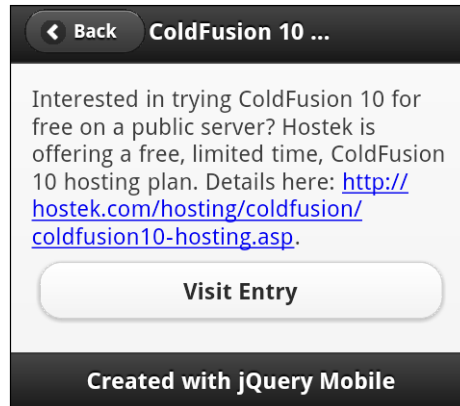 Back
ColdFusion 10 ...
Interested in trying ColdFusion 10 for
free on a public server? Hostek is
offering a free, limited time, ColdFusion
10 hosting plan. Details here: http://
hostek.com/hosting/coldfusion/
coldfusion10-hosting.asp.
Visit Entry
Created with jQuery Mobile